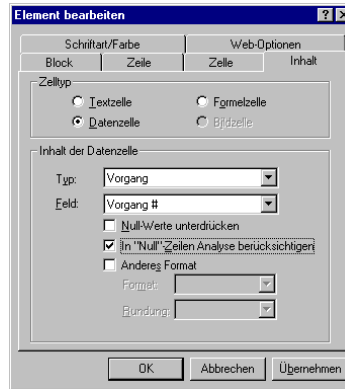 Element bearbeiten
Schriftart/Farbe Web-Optionen
Block Zeile Zelle Inhalt
Zelltyp
Textzelle Formelzelle
Datenzelle Bildzelle
Inhalt der Datenzelle
Typ: Vorgang
Feld: Vorgang #
Null-Werte unterdrücken
In "Null"-Zeilen Analyse berücksichtigen
Anderes Format
Format:
Rundung:
OK Abbrechen Übernehmen